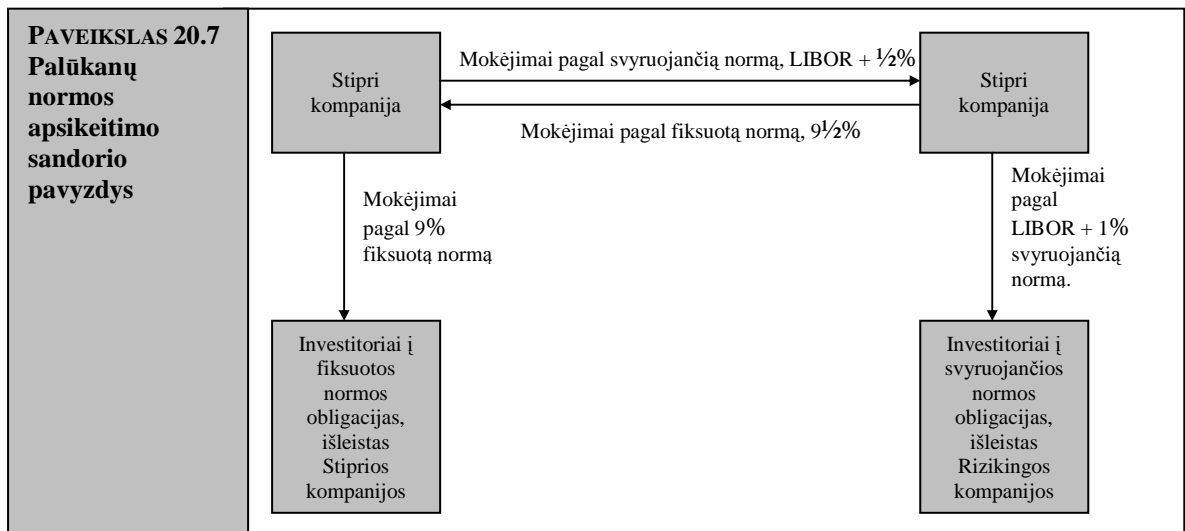 PAVEIKSLAS 20.7
Palūkanų
normos
apsikeitimo
sandorio
pavyzdys
Stipri
kompanija
Mokėjimai pagal svyruojančią normą, LIBOR + ½%
Mokėjimai pagal fiksuotą normą, 9½%
Stipri
kompanija
Mokėjimai
pagal 9%
fiksuotą normą
Mokėjimai
pagal
LIBOR + 1%
svyruojančią
normą.
Investitoriai į
fiksuotos
normos
obligacijas,
išleistas
Stiprios
kompanijos
Investitoriai į
svyruojančios
normos
obligacijas,
išleistas
Rizikingos
kompanijos